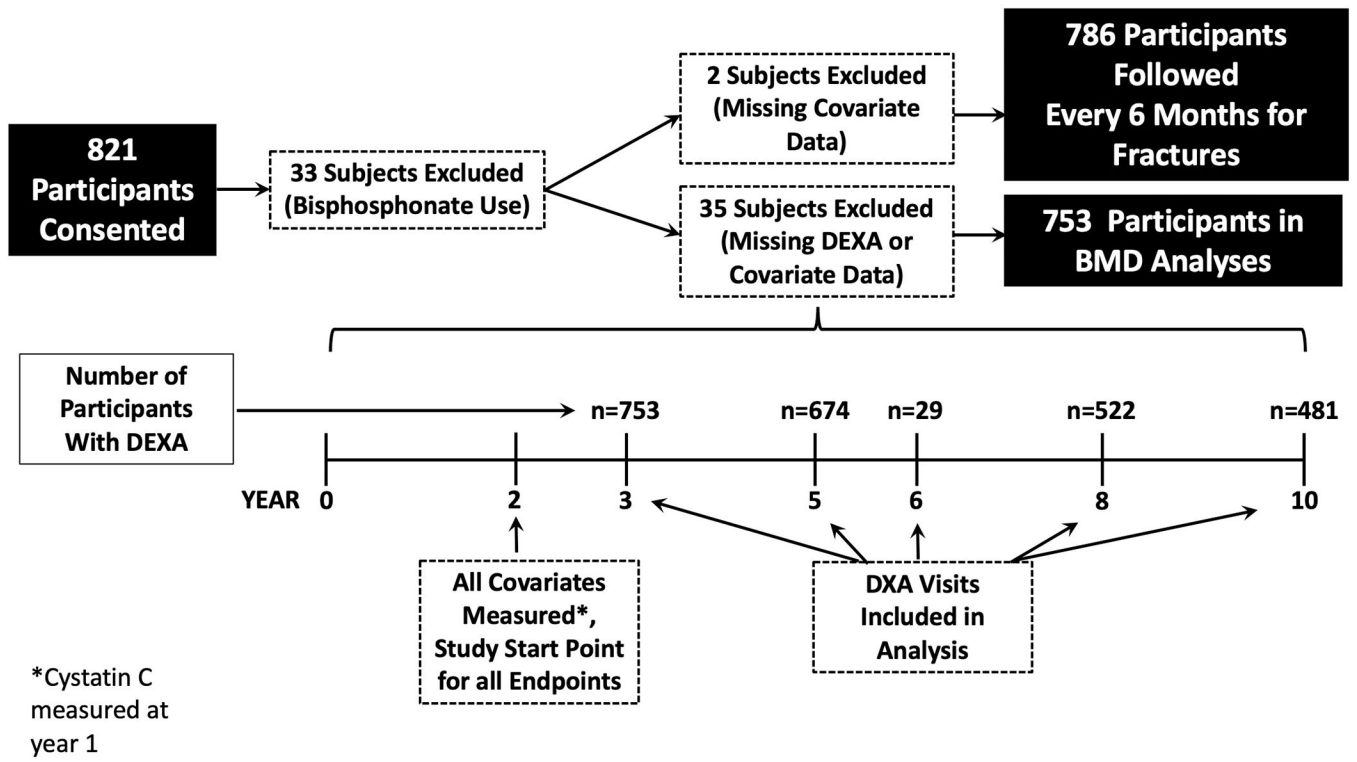 821
Participants
Consented
33 Subjects Excluded
(Bisphosphonate Use)
2 Subjects Excluded
(Missing Covariate
Data)
786 Participants
Followed
Every 6 Months for
Fractures
35 Subjects Excluded
(Missing DEXA or
Covariate Data)
753 Participants in
BMD Analyses
Number of
Participants
With DEXA
n=753
n=674
n=29
n=522
n=481
YEAR
0
2
3
5
6
8
10
All Covariates
Measured*,
Study Start Point
for all Endpoints
DXA Visits
Included in
Analysis
*Cystatin C
measured at
year 1